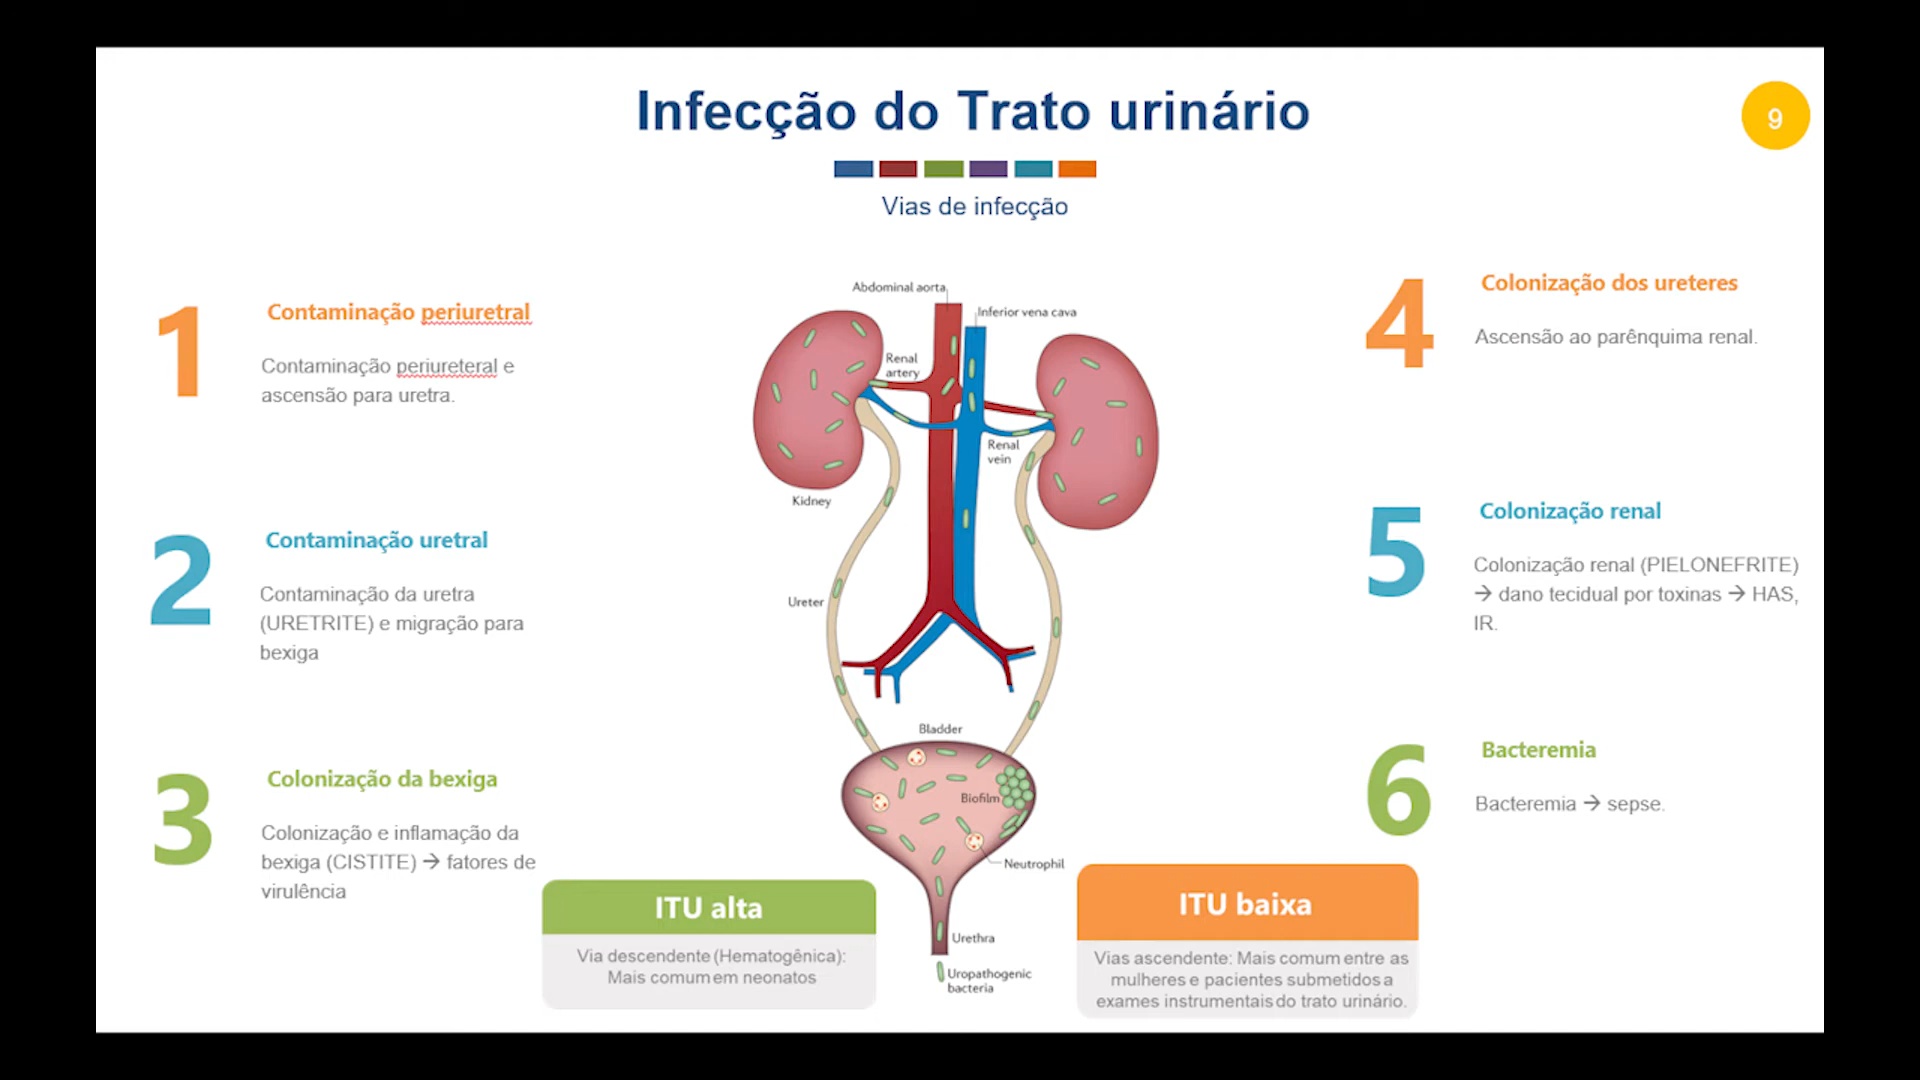 Infecção do Trato urinário
9
Vias de infecção
1
Contaminação periuretral
Contaminação periureteral e
ascensão para uretra.
2
Contaminação uretral
Contaminação da uretra
(URETRITE) e migração para
bexiga
3
Colonização da bexiga
Colonização e inflamação da
bexiga (CISTITE) → fatores de
virulência
Abdominal aorta
Inferior vena cava
Renal
artery
Renal
vein
Kidney
Ureter
Bladder
Biofilm
Neutrophil
Urethra
Uropathogenic
bacteria
4
Colonização dos ureteres
Ascensão ao parênquima renal.
5
Colonização renal
Colonização renal (PIELONEFRITE)
→ dano tecidual por toxinas → HAS,
IR.
6
Bacteremia
Bacteremia → sepse.
ITU alta
Via descendente (Hematogênica):
Mais comum em neonatos
ITU baixa
Vias ascendente: Mais comum entre as
mulheres e pacientes submetidos a
exames instrumentais do trato urinário.